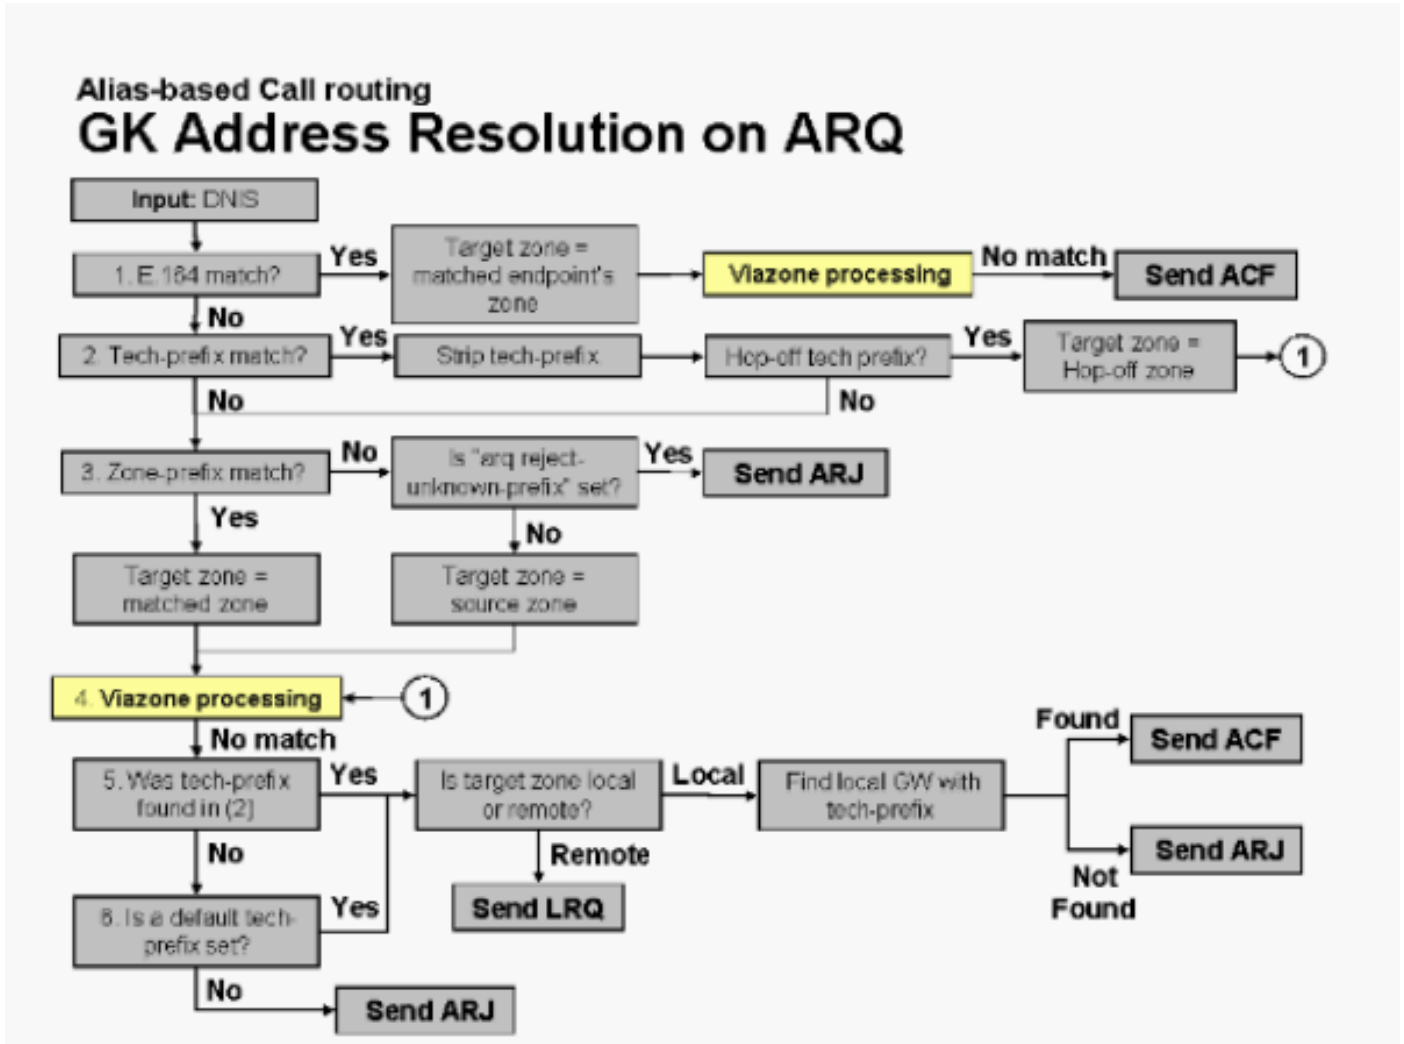 Alias-based Call routing
GK Address Resolution on ARQ
Input: DNIS
1. E.164 match?
Yes
Target zone =
matched endpoint's
zone
Viazone processing
No match
Send ACF
No
2. Tech-prefix match?
Yes
Strip tech-prefix
Hop-off tech prefix?
Yes
Target zone =
Hop-off zone
1
No
No
3. Zone-prefix match?
No
Is "arq reject-
unknown-prefix" set?
Yes
Send ARJ
Yes
No
Target zone =
matched zone
Target zone =
source zone
4. Viazone processing
1
No match
5. Was tech-prefix
found in (2]
Yes
Is target zone local
or remote?
Local
Find local GW with
tech-prefix
Found
Send ACF
Not
Found
Send ARJ
No
Remote
Send LRQ
6. Is a default tech-
prefix set?
Yes
No
Send ARJ